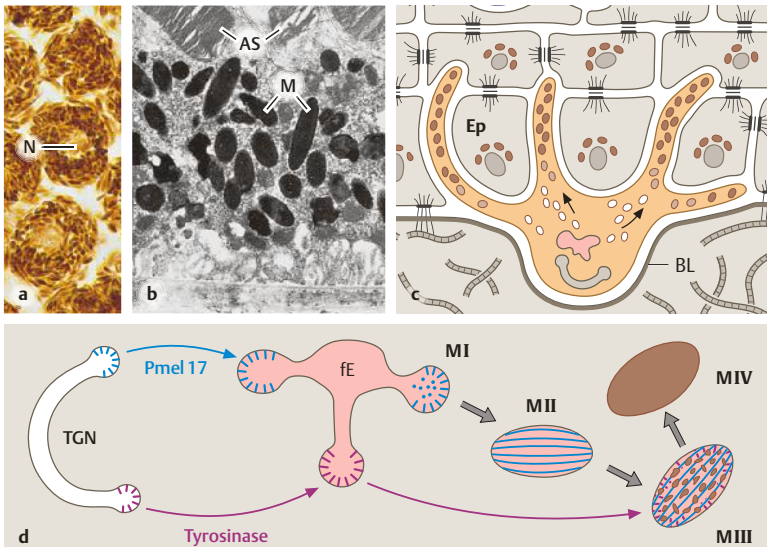 N
a
AS
M
b
Ep
BL
c
Pmel 17
TGN
fE
MI
MII
MIV
MIII
Tyrosinase
d